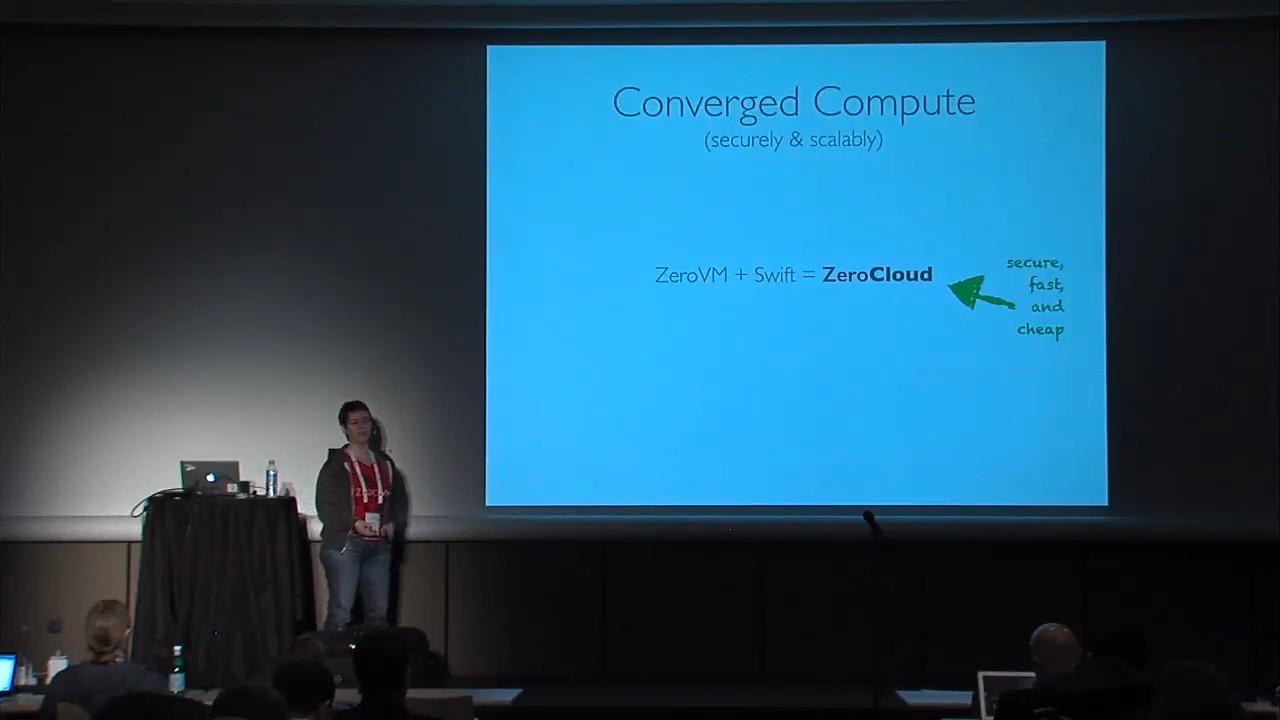 Converged Compute
(securely & scalably)
ZeroVM + Swift = ZeroCloud
secure,
fast,
and
cheap